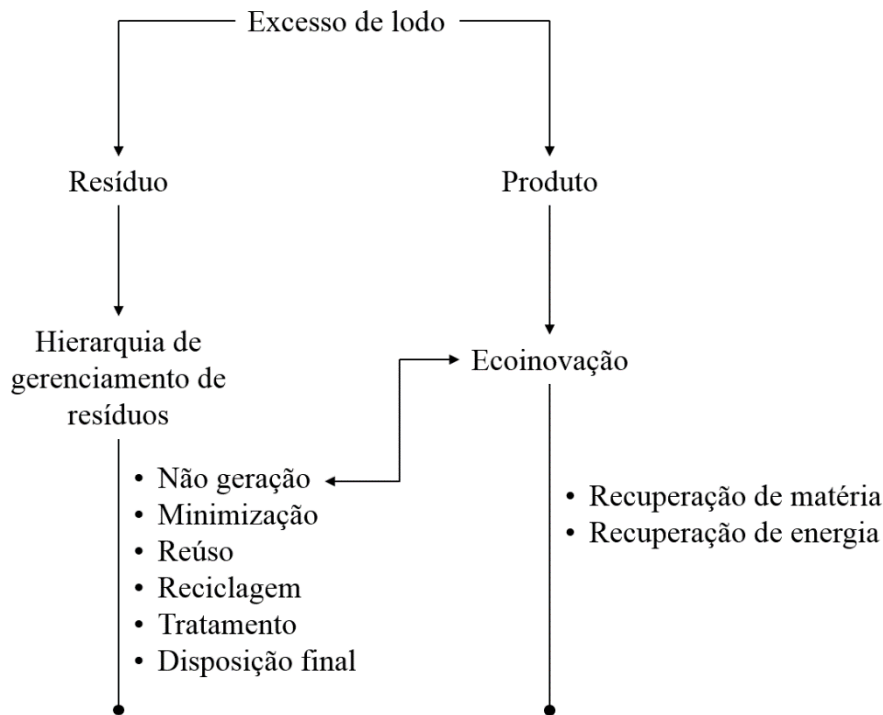 Excesso de lodo
Resíduo
Produto
Hierarquia de
gerenciamento de
resíduos
Ecoinovação
• Não geração
• Minimização
• Reúso
• Reciclagem
• Tratamento
• Disposição final
• Recuperação de matéria
• Recuperação de energia